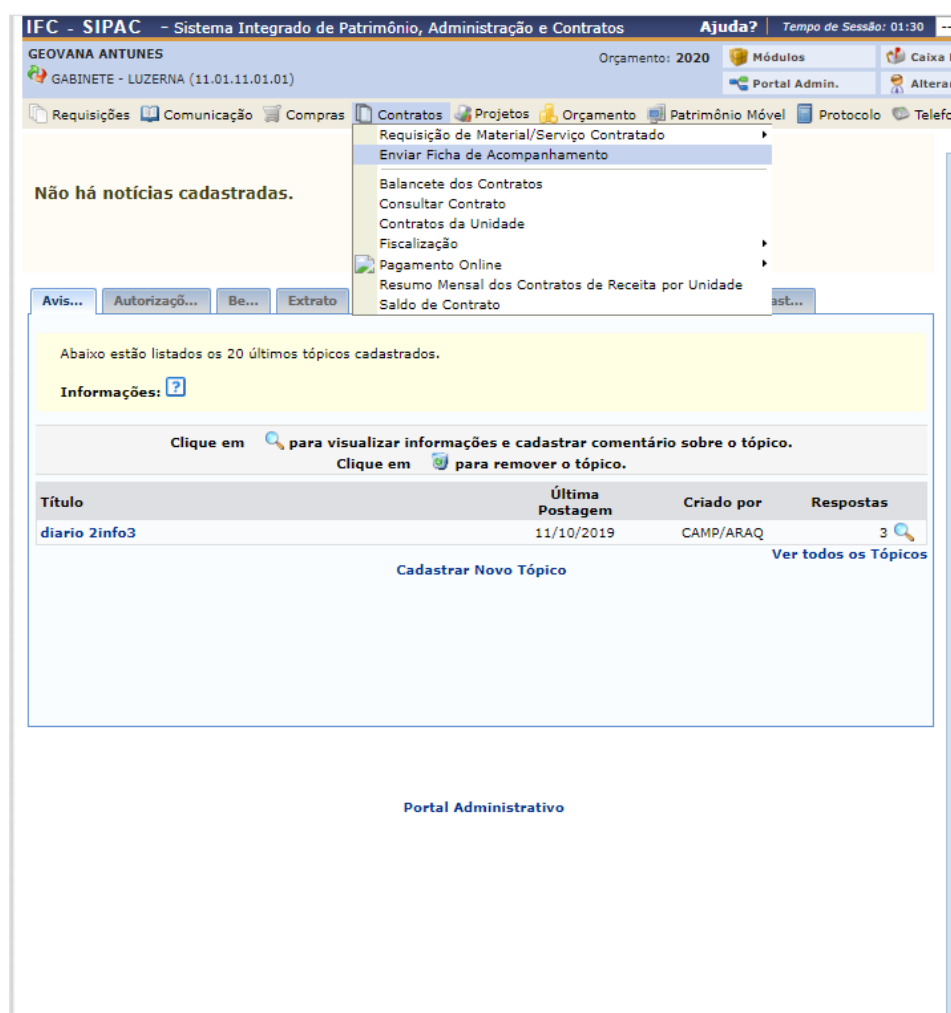 IFC - SIPAC - Sistema Integrado de Patrimônio, Administração e Contratos Ajuda? Tempo de Sessão: 01:30 --
GEOVANA ANTUNES Orçamento: 2020 Módulos Caixa
GABINETE - LUZERNA (11.01.11.01.01) Portal Admin. Altera
Requisições Comunicação Compras Contratos Projetos Orçamento Patrimônio Móvel Protocolo Telefo
Requisição de Material/Serviço Contratado
Enviar Ficha de Acompanhamento
Balancete dos Contratos
Consultar Contrato
Contratos da Unidade
Fiscalização
Pagamento Online
Resumo Mensal dos Contratos de Receita por Unidade
Saldo de Contrato
Não há notícias cadastradas.
Avis... Autorizaçõ... Be... Extrato ast...
Abaixo estão listados os 20 últimos tópicos cadastrados.
Informações: ?
Clique em para visualizar informações e cadastrar comentário sobre o tópico.
Clique em para remover o tópico.
Título Última Postagem Criado por Respostas
diario 2info3 11/10/2019 CAMP/ARAQ 3
Ver todos os Tópicos
Cadastrar Novo Tópico
Portal Administrativo